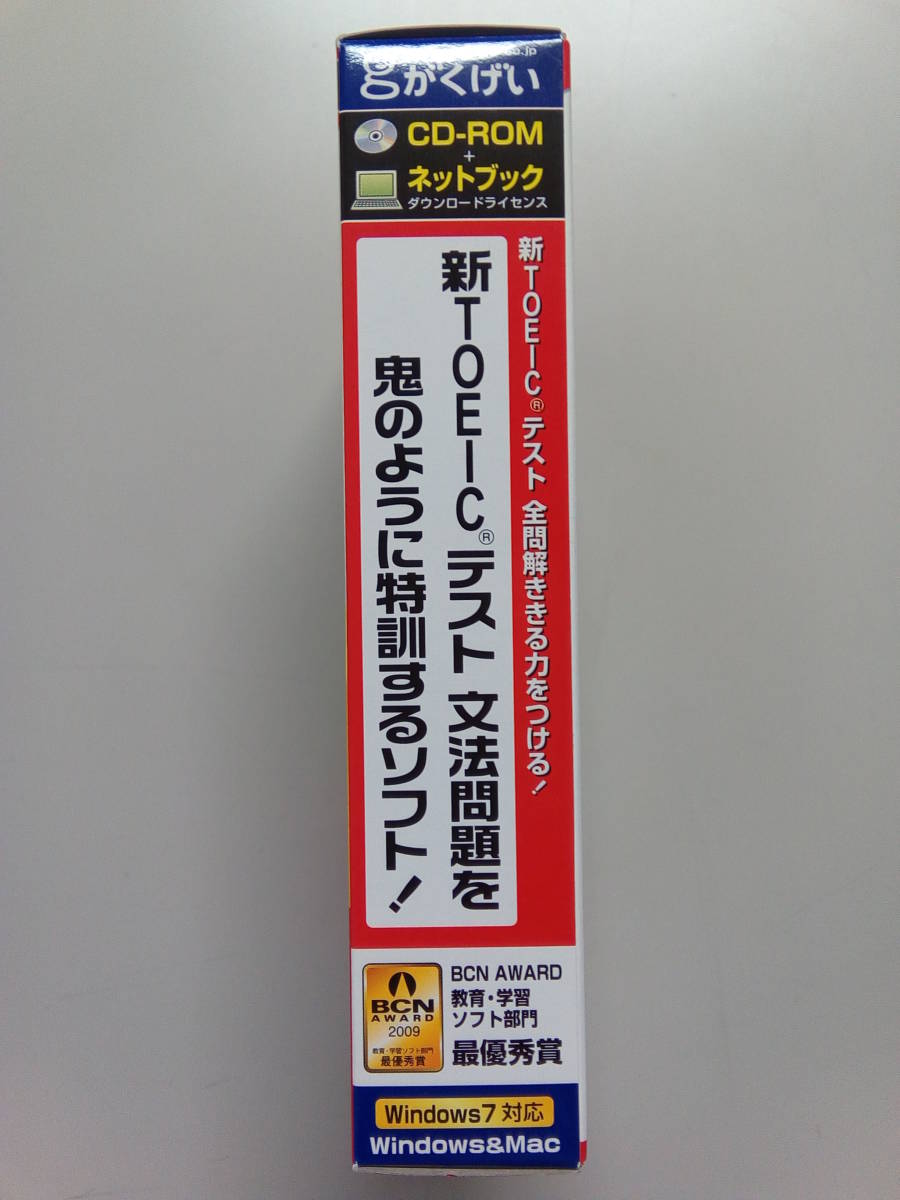 .jp
gがくげい
CD-ROM
+
ネットブック
ダウンロードライセンス
新TOEIC®テスト 全問解ききる力をつける!
新TOEIC®テスト 文法問題を
鬼のように特訓するソフト!
BCN
AWARD
2009
教育・学習ソフト部門
最優秀賞
BCN AWARD
教育・学習
ソフト部門
最優秀賞
Windows7 対応
Windows&Mac